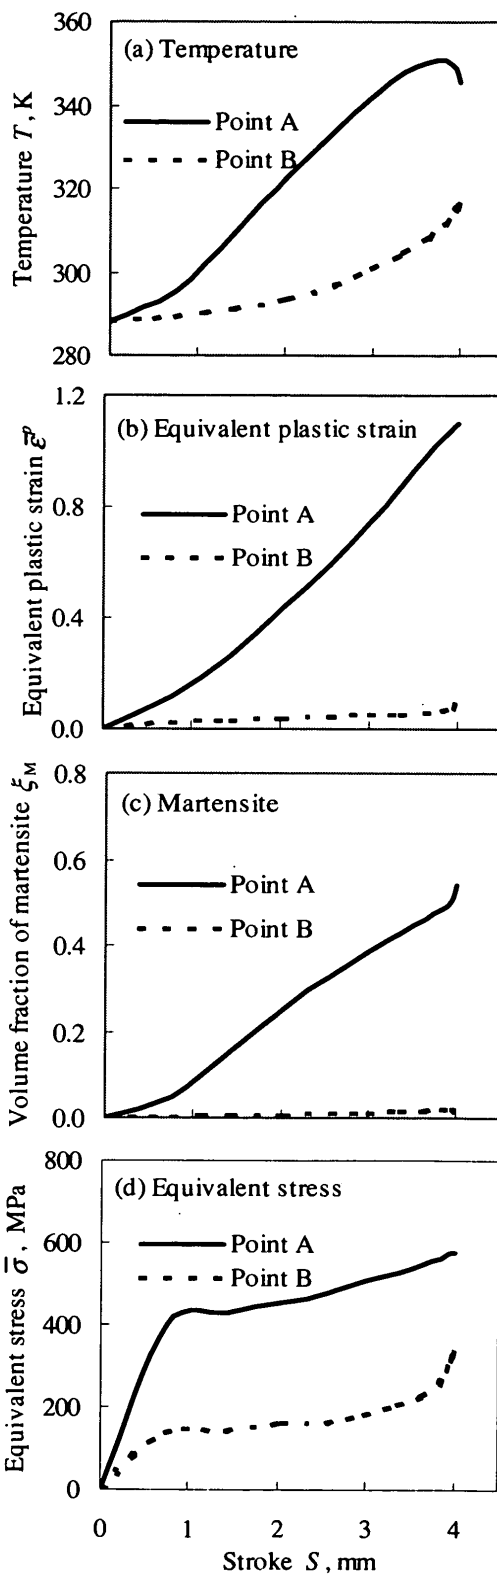 360
(a) Temperature
340
Point A
Point B
320
300
280
Temperature T, K
1.2
(b) Equivalent plastic strain
0.8
Point A
Point B
0.4
0.0
Equivalent plastic strain ε̅ᵖ
0.8
(c) Martensite
0.6
Point A
Point B
0.4
0.2
0.0
Volume fraction of martensite ξM
800
(d) Equivalent stress
600
Point A
Point B
400
200
0
Equivalent stress σ̅, MPa
0 1 2 3 4
Stroke S, mm